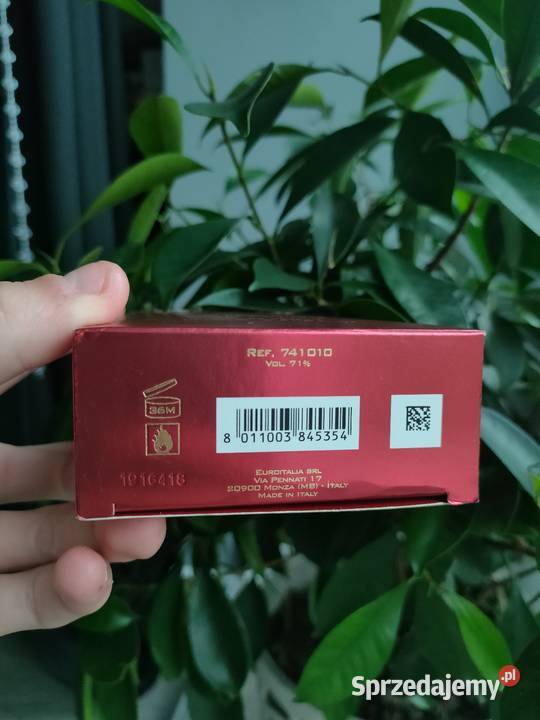 Ref. 741010
Vol. 71%
36M
8 011003 845354
1916418
Euroitalia srl
Via Pennati 17
20900 Monza (MB) - Italy
Made in Italy
Sprzedajemy.pl